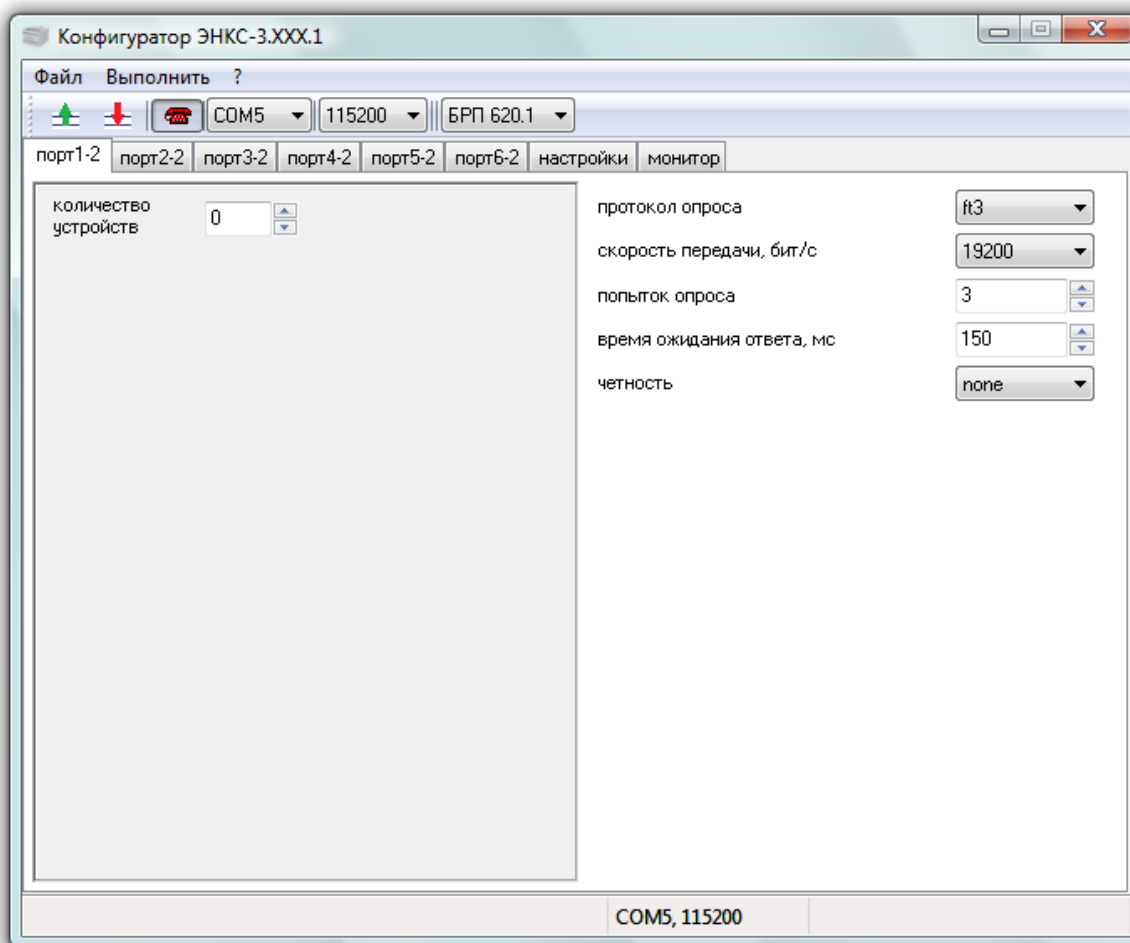 Конфигуратор ЭНКС-3.XXX.1
Файл Выполнить ?
COM5 115200 БРП 620.1
порт1-2 порт2-2 порт3-2 порт4-2 порт5-2 порт6-2 настройки монитор
количество
устройств
0
протокол опроса ft3
скорость передачи, бит/с 19200
попыток опроса 3
время ожидания ответа, мс 150
четность none
COM5, 115200